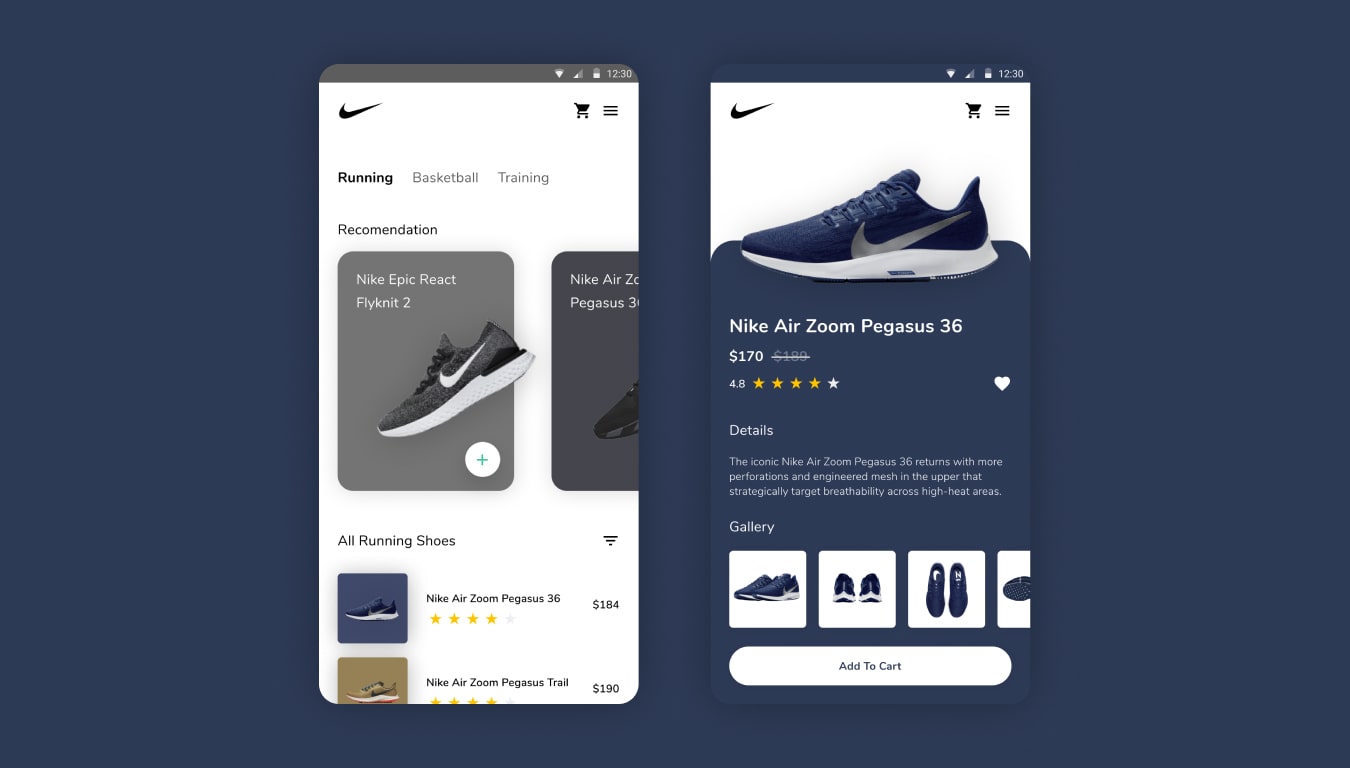 12:30
Running Basketball Training
Recomendation
Nike Epic React
Flyknit 2
Nike Air
Pegasus
All Running Shoes
Nike Air Zoom Pegasus 36
$184
Nike Air Zoom Pegasus Trail
$190
12:30
Nike Air Zoom Pegasus 36
$170 $189
4.8
Details
The iconic Nike Air Zoom Pegasus 36 returns with more
perforations and engineered mesh in the upper that
strategically target breathability across high-heat areas.
Gallery
Add To Cart